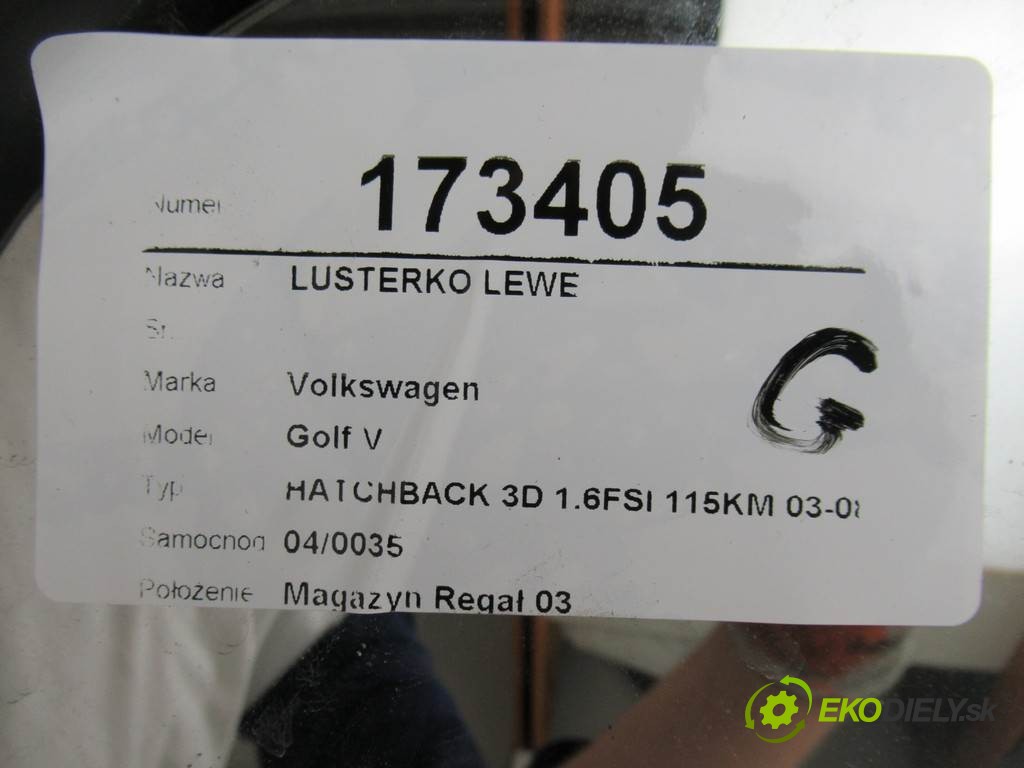 Numer 173405
Nazwa LUSTERKO LEWE
G
Marka Volkswagen
Model Golf V
Typ HATCHBACK 3D 1.6FSI 115KM 03-08
Samochod 04/0035
Położenie Magazyn Regał 03
EKODIELY.sk